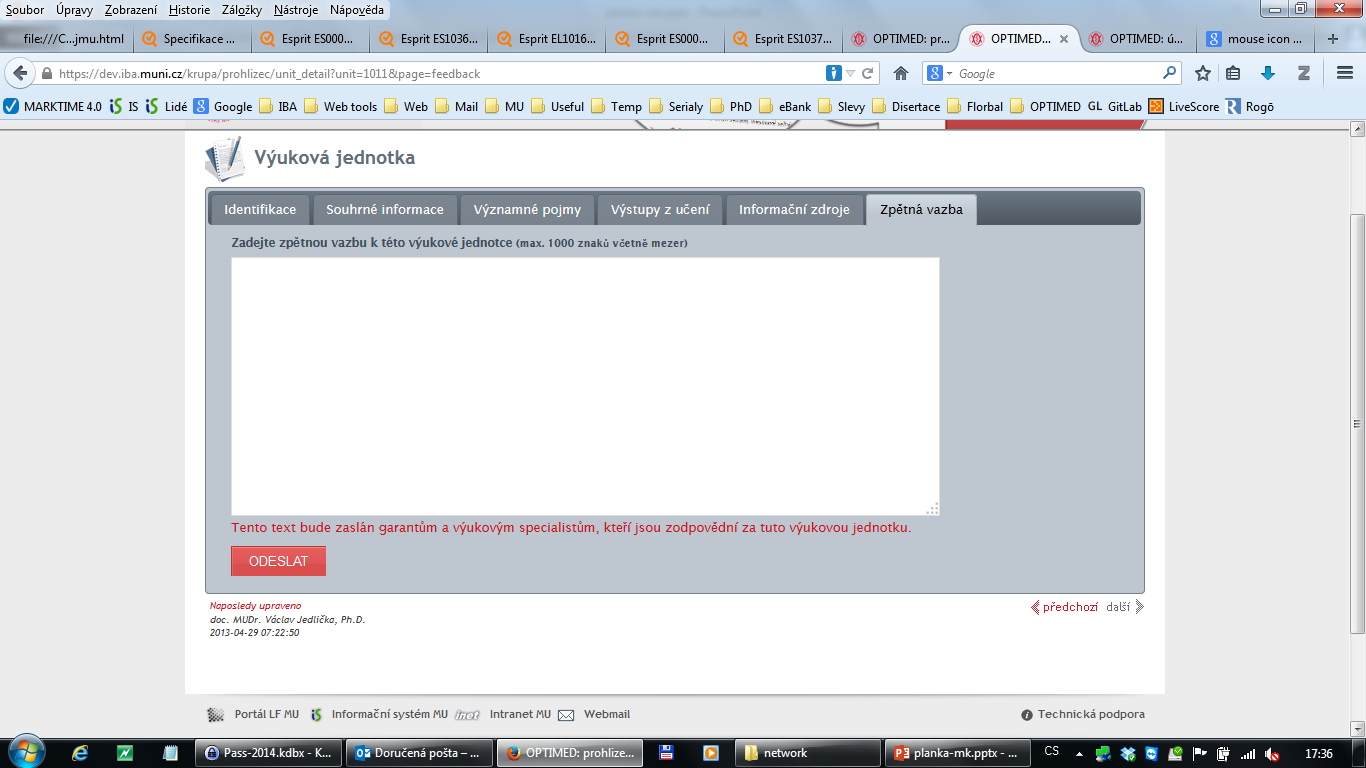 Soubor Úpravy Zobrazení Historie Záložky Nástroje Nápověda
file:///C...jmu.html Specifikace ... Esprit ES000... Esprit ES1036... Esprit EL1016... Esprit ES000... Esprit ES1037... OPTIMED: pr... OPTIMED... OPTIMED: ú... mouse icon ...
https://dev.iba.muni.cz/krupa/prohlizec/unit_detail?unit=1011&page=feedback Google
MARKTIME 4.0 IS Lidé Google IBA Web tools Web Mail MU Useful Temp Serialy PhD eBank Slevy Disertace Florbal OPTIMED GL GitLab LiveScore Rogō
Výuková jednotka
Identifikace Souhrné informace Významné pojmy Výstupy z učení Informační zdroje Zpětná vazba
Zadejte zpětnou vazbu k této výukové jednotce (max. 1000 znaků včetně mezer)
Tento text bude zaslán garantům a výukovým specialistům, kteří jsou zodpovědní za tuto výukovou jednotku.
ODESLAT
Naposledy upraveno
předchozí další
doc. MUDr. Václav Jedlička, Ph.D.
2013-04-29 07:22:50
Portál LF MU Informační systém MU inet Intranet MU Webmail Technická podpora
Pass-2014.kdbx - K... Doručená pošta – ... OPTIMED: prohlíze... network planka-mk.pptx - ... CS 17:36